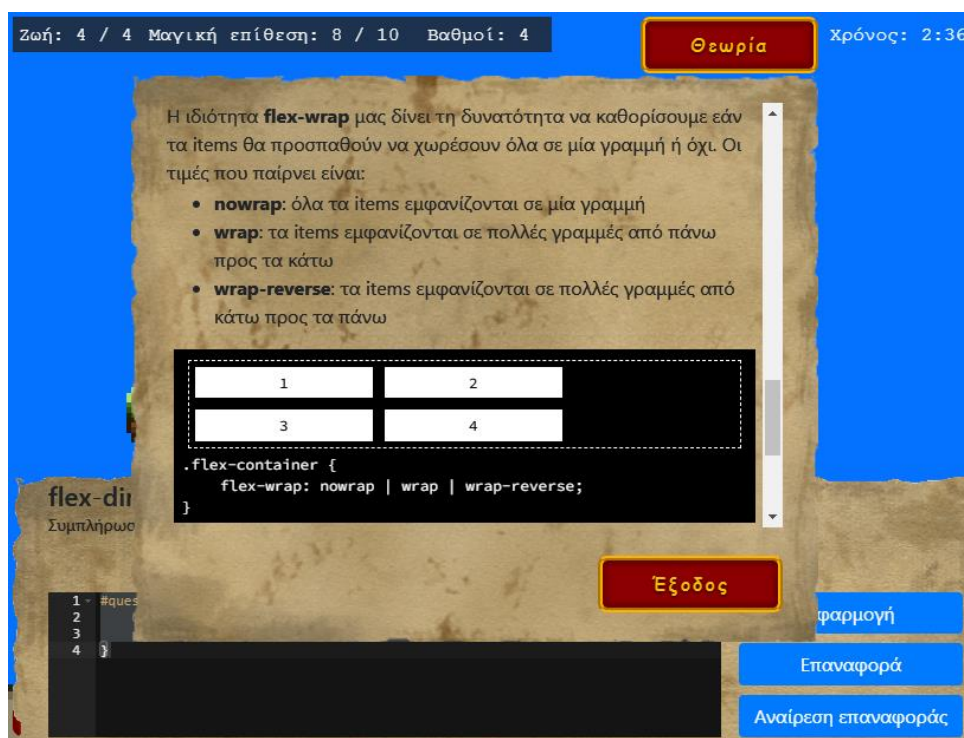 Ζωή: 4 / 4 Μαγική επίθεση: 8 / 10 Βαθμοί: 4
Θεωρία
Χρόνος: 2:36
Η ιδιότητα flex-wrap μας δίνει τη δυνατότητα να καθορίσουμε εάν
τα items θα προσπαθούν να χωρέσουν όλα σε μία γραμμή ή όχι. Οι
τιμές που παίρνει είναι:
• nowrap: όλα τα items εμφανίζονται σε μία γραμμή
• wrap: τα items εμφανίζονται σε πολλές γραμμές από πάνω
προς τα κάτω
• wrap-reverse: τα items εμφανίζονται σε πολλές γραμμές από
κάτω προς τα πάνω
1 2
3 4
.flex-container {
flex-wrap: nowrap | wrap | wrap-reverse;
}
flex-dir
Συμπλήρωσ
Έξοδος
1 #ques
2
3
4 }
φαρμογή
Επαναφορά
Αναίρεση επαναφοράς